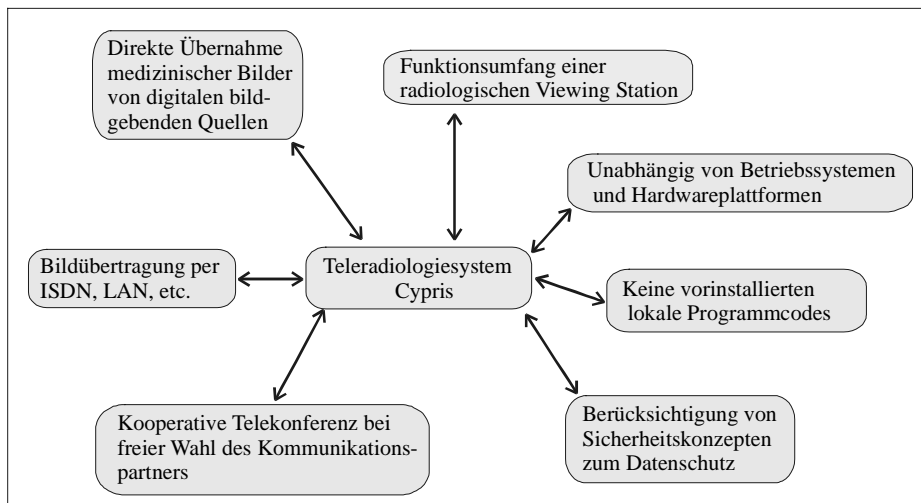 Direkte Übernahme
medizinischer Bilder
von digitalen bild-
gebenden Quellen
Funktionsumfang einer
radiologischen Viewing Station
Unabhängig von Betriebssystemen
und Hardwareplattformen
Bildübertragung per
ISDN, LAN, etc.
Teleradiologiesystem
Cypris
Keine vorinstallierten
lokale Programmcodes
Kooperative Telekonferenz bei
freier Wahl des Kommunikations-
partners
Berücksichtigung von
Sicherheitskonzepten
zum Datenschutz